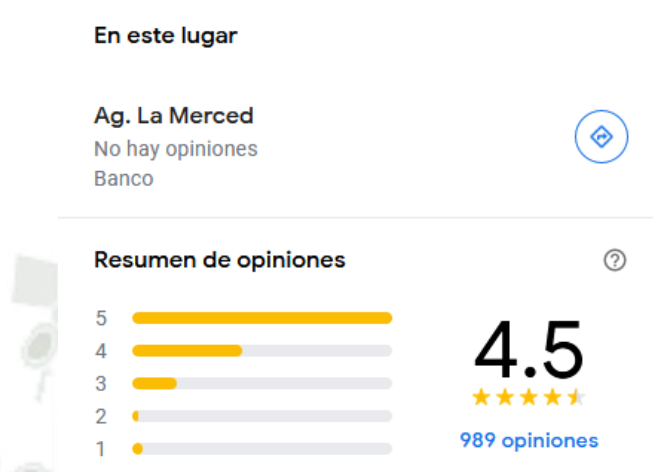 En este lugar
Ag. La Merced
No hay opiniones
Banco
Resumen de opiniones
5
4
3
2
1
4.5
989 opiniones